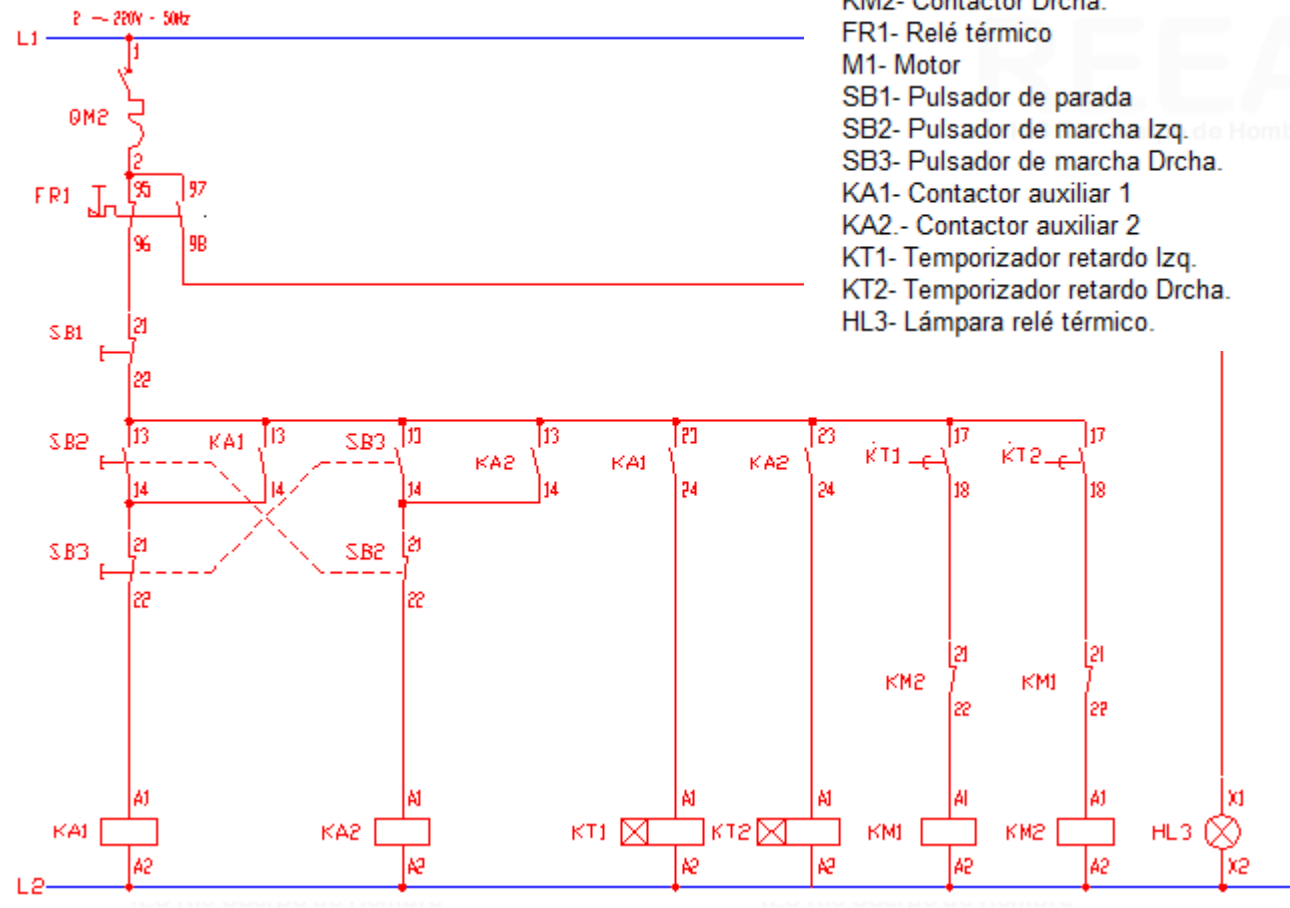 2 ~ 220V - 50Hz
L1
KM2- Contactor Drcha.
FR1- Relé térmico
M1- Motor
SB1- Pulsador de parada
SB2- Pulsador de marcha Izq.
SB3- Pulsador de marcha Drcha.
KA1- Contactor auxiliar 1
KA2.- Contactor auxiliar 2
KT1- Temporizador retardo Izq.
KT2- Temporizador retardo Drcha.
HL3- Lámpara relé térmico.
1
QM2
2
FR1 95 97
96 98
SB1 21
22
SB2 13 KA1 13 SB3 13 KA2 13 KA1 23 KA2 23 KT1 17 KT2 17
14 14 14 14 24 24 18 18
SB3 21 SB2 21
22 22
KM2 21 KM1 21
22 22
A1 A1 A1 A1 A1 A1 X1
KA1 KA2 KT1 KT2 KM1 KM2 HL3
A2 A2 A2 A2 A2 A2 X2
L2